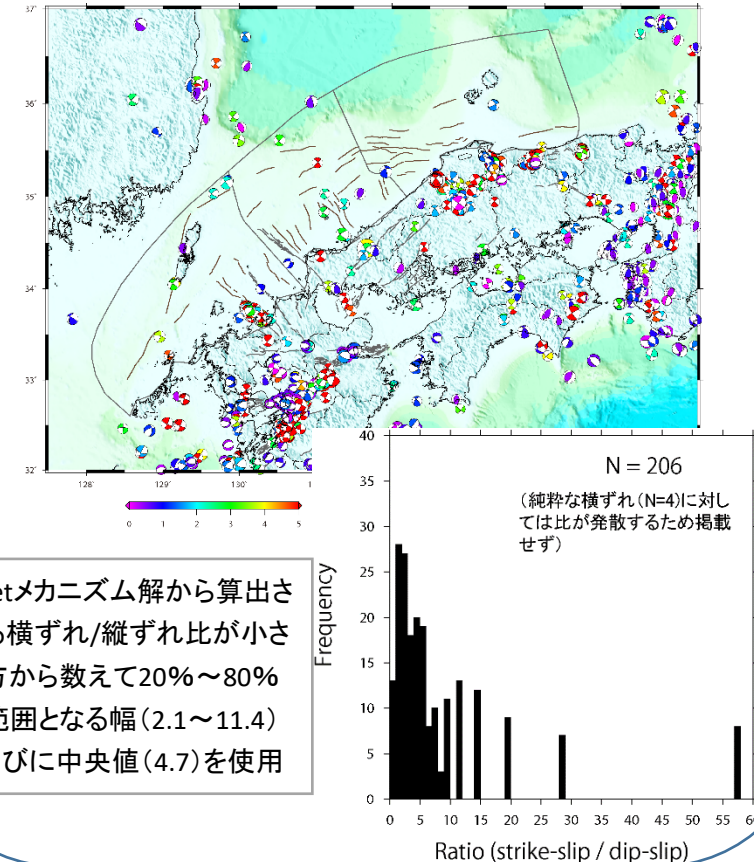 37˚
36˚
35˚
34˚
33˚
32˚
128˚
129˚
130˚
0 1 2 3 4 5
etメカニズム解から算出さ
横ずれ/縦ずれ比が小さ
から数えて20%~80%
範囲となる幅(2.1~11.4)
びに中央値(4.7)を使用
N = 206
(純粋な横ずれ(N=4)に対し
ては比が発散するため掲載
せず)
Frequency
40
35
30
25
20
15
10
5
0
0 5 10 15 20 25 30 35 40 45 50 55 60
Ratio (strike-slip / dip-slip)